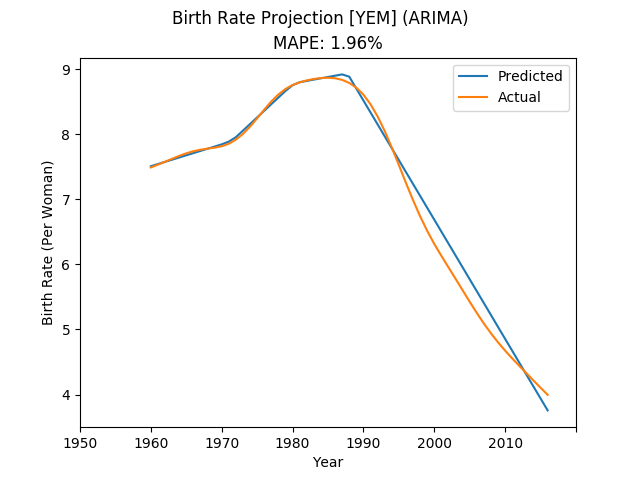 Birth Rate Projection [YEM] (ARIMA)
MAPE: 1.96%
Predicted
Actual
9
8
7
6
5
4
Birth Rate (Per Woman)
1950
1960
1970
1980
1990
2000
2010
Year